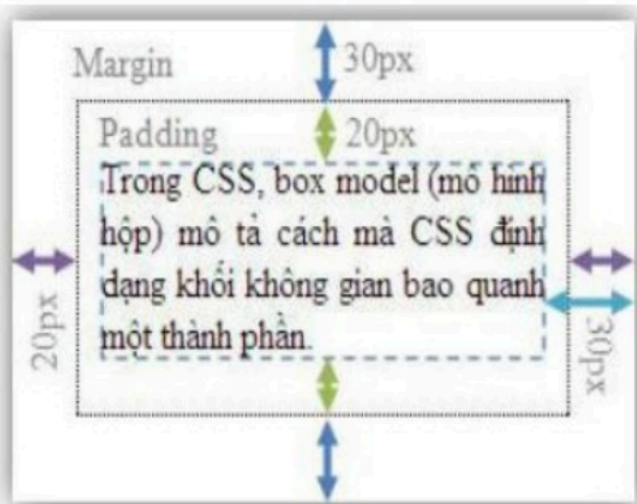 30px
Margin
Padding
20px
Trong CSS, box model (mô hình
hộp) mô tả cách mà CSS định
dạng khối không gian bao quanh
một thành phần.
20px
30px